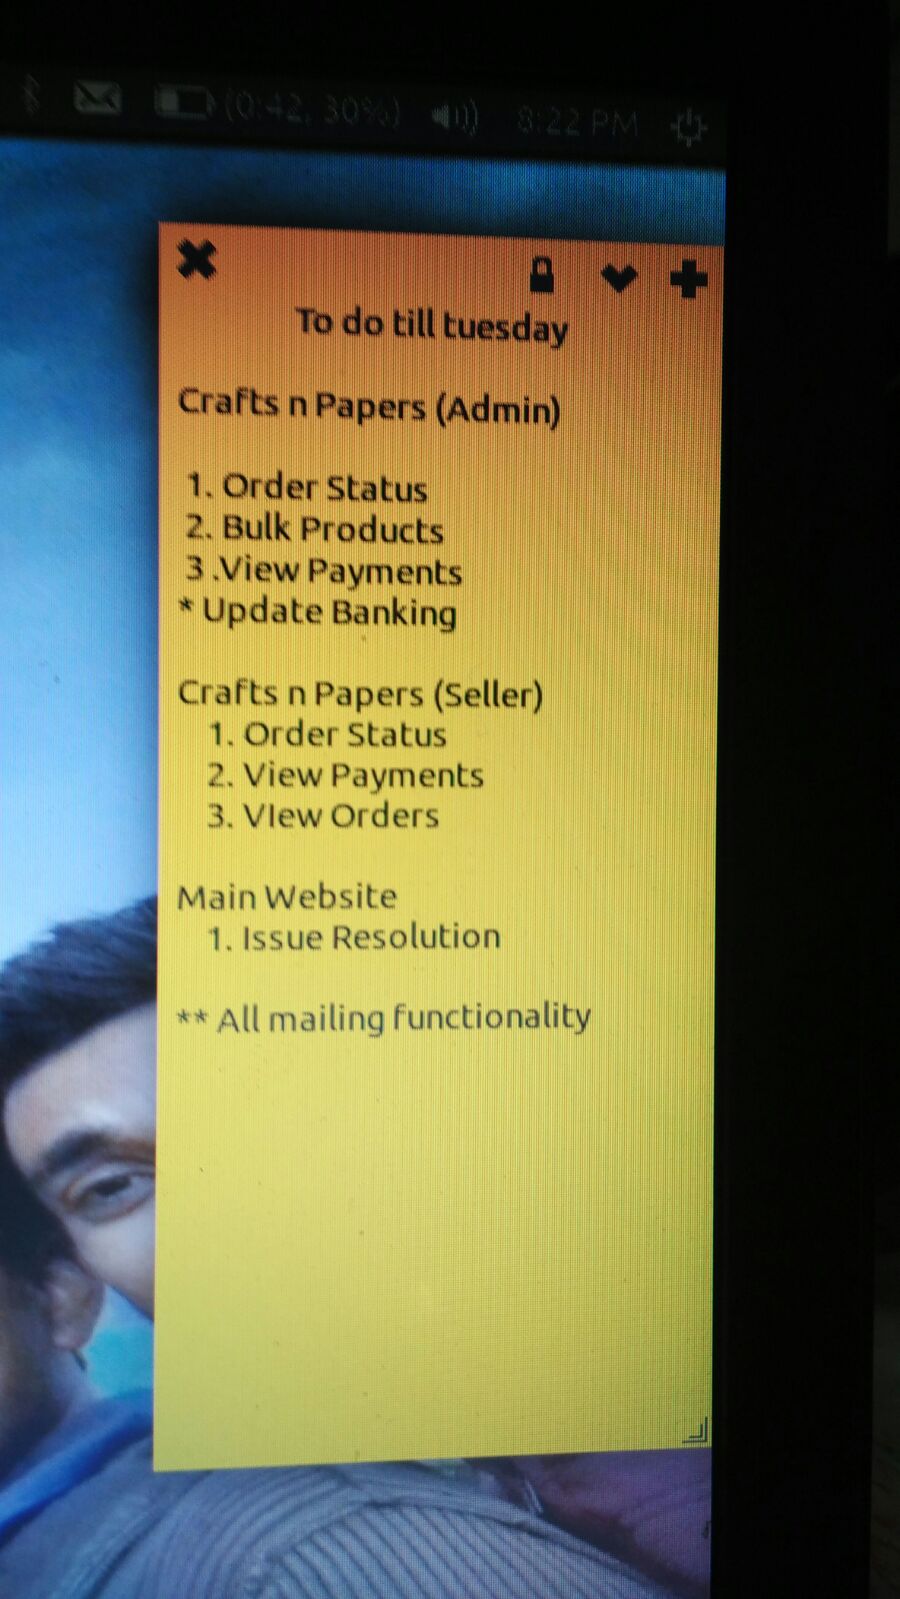 (0:42, 30%) 8:22 PM
To do till tuesday
Crafts n Papers (Admin)
1. Order Status
2. Bulk Products
3 .View Payments
* Update Banking
Crafts n Papers (Seller)
1. Order Status
2. View Payments
3. VIew Orders
Main Website
1. Issue Resolution
** All mailing functionality